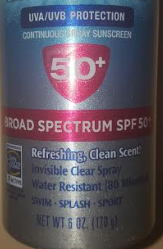 UVA/UVB PROTECTION
CONTINUOUS SPRAY SUNSCREEN
50+
BROAD SPECTRUM SPF 50+
Refreshing, Clean Scent
Invisible Clear Spray
Water Resistant (80 Minutes)
SWIM · SPLASH · SPORT
NET WT 6 OZ. (170 g)